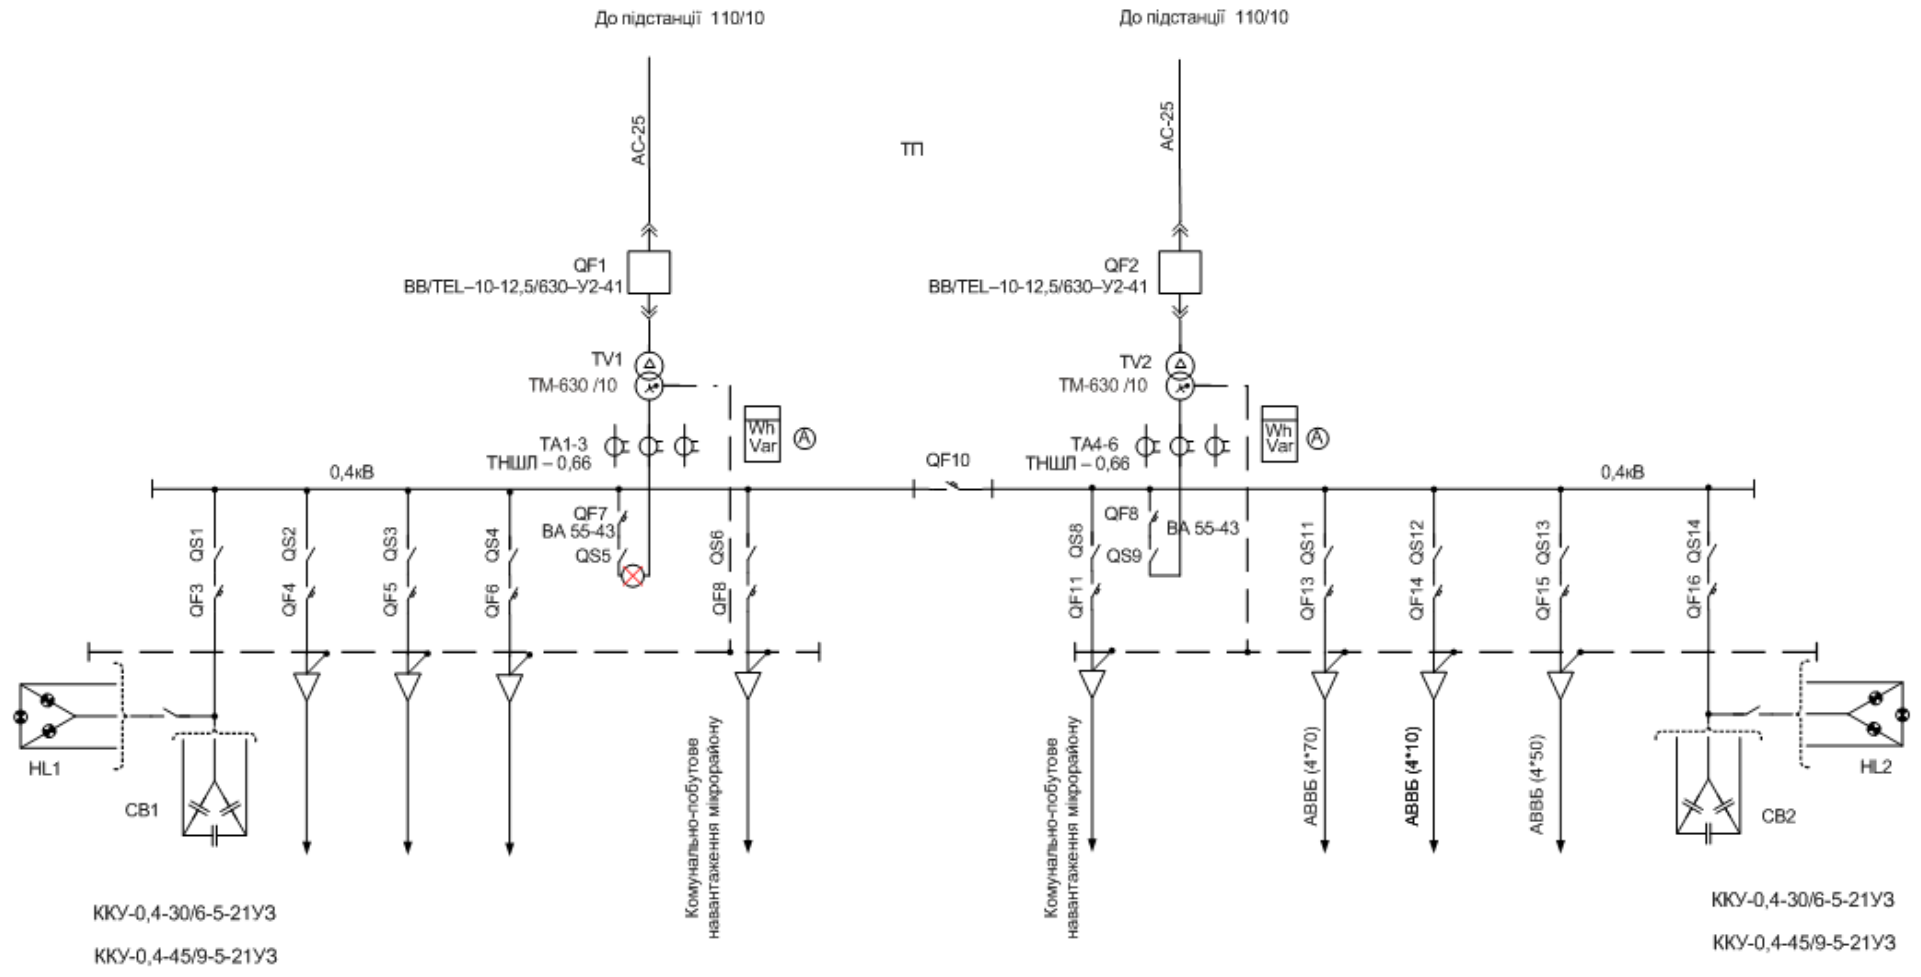 До підстанції 110/10
До підстанції 110/10
АС-25
АС-25
ТП
QF1
ВВ/TEL–10-12,5/630–У2-41
QF2
ВВ/TEL–10-12,5/630–У2-41
TV1
ТМ-630 /10
TV2
ТМ-630 /10
Wh
Var
A
Wh
Var
A
ТА1-3
ТНШЛ – 0,66
ТА4-6
ТНШЛ – 0,66
0,4кВ
QF10
0,4кВ
QS1
QS2
QS3
QS4
QF7
ВА 55-43
QS5
QS6
QS8
QF8
ВА 55-43
QS9
QS11
QS12
QS13
QS14
QF3
QF4
QF5
QF6
QF8
QF11
QF13
QF14
QF15
QF16
HL1
СВ1
Комунально-побутове
навантаження мікрорайону
Комунально-побутове
навантаження мікрорайону
АВВБ (4*70)
АВВБ (4*10)
АВВБ (4*50)
HL2
СВ2
ККУ-0,4-30/6-5-21УЗ
ККУ-0,4-45/9-5-21УЗ
ККУ-0,4-30/6-5-21УЗ
ККУ-0,4-45/9-5-21УЗ